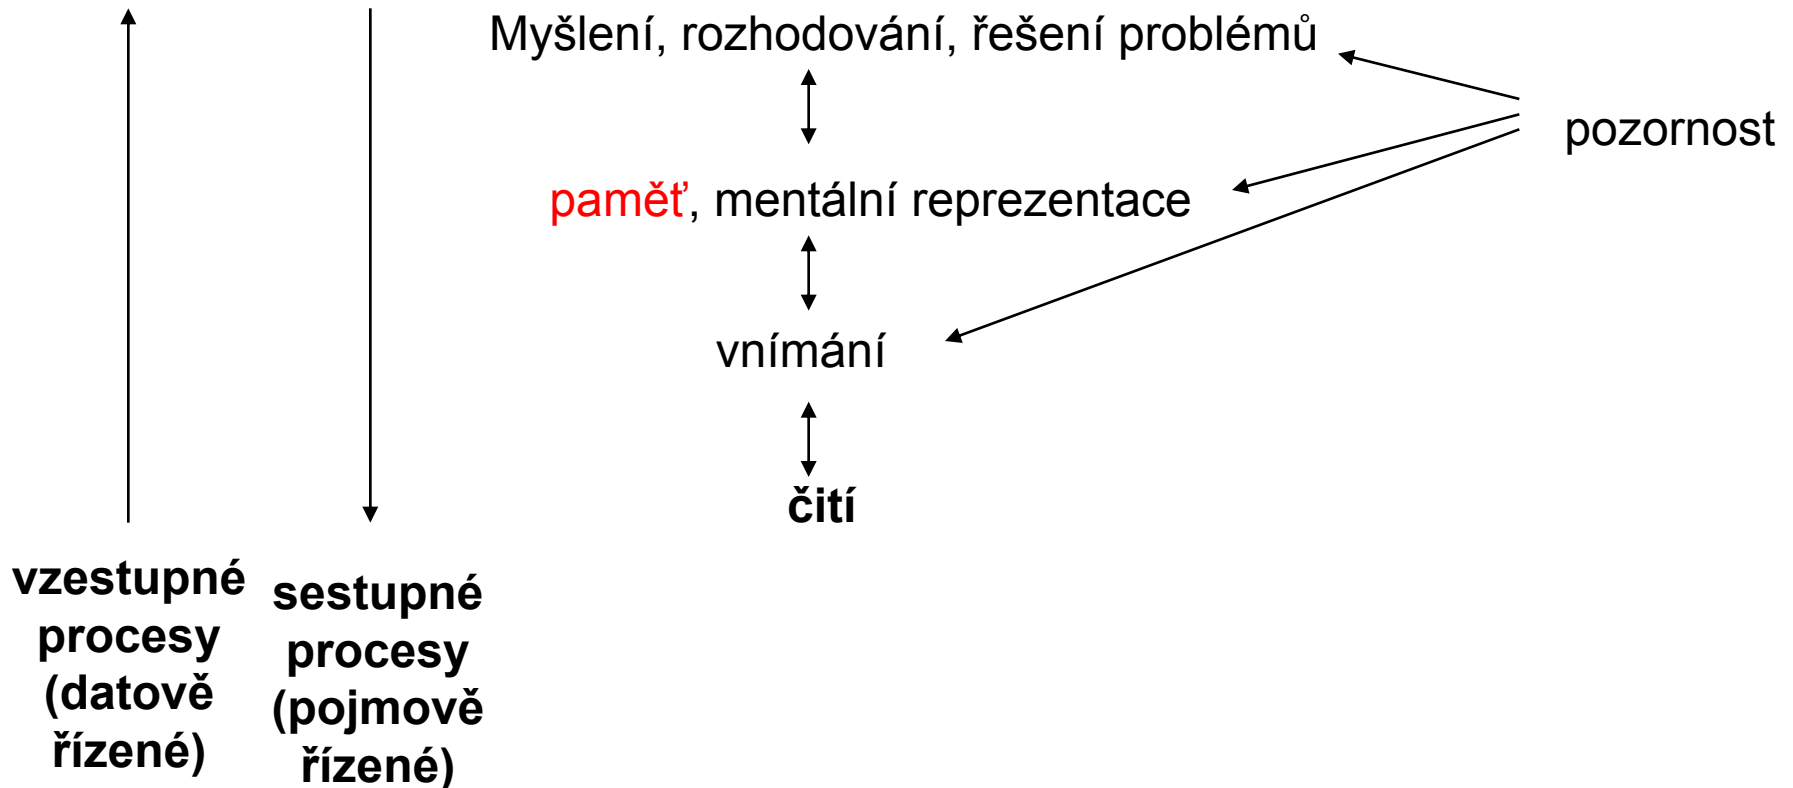 Myšlení, rozhodování, řešení problémů
pozornost
paměť, mentální reprezentace
vnímání
čití
vzestupné
procesy
(datově
řízené)
sestupné
procesy
(pojmově
řízené)